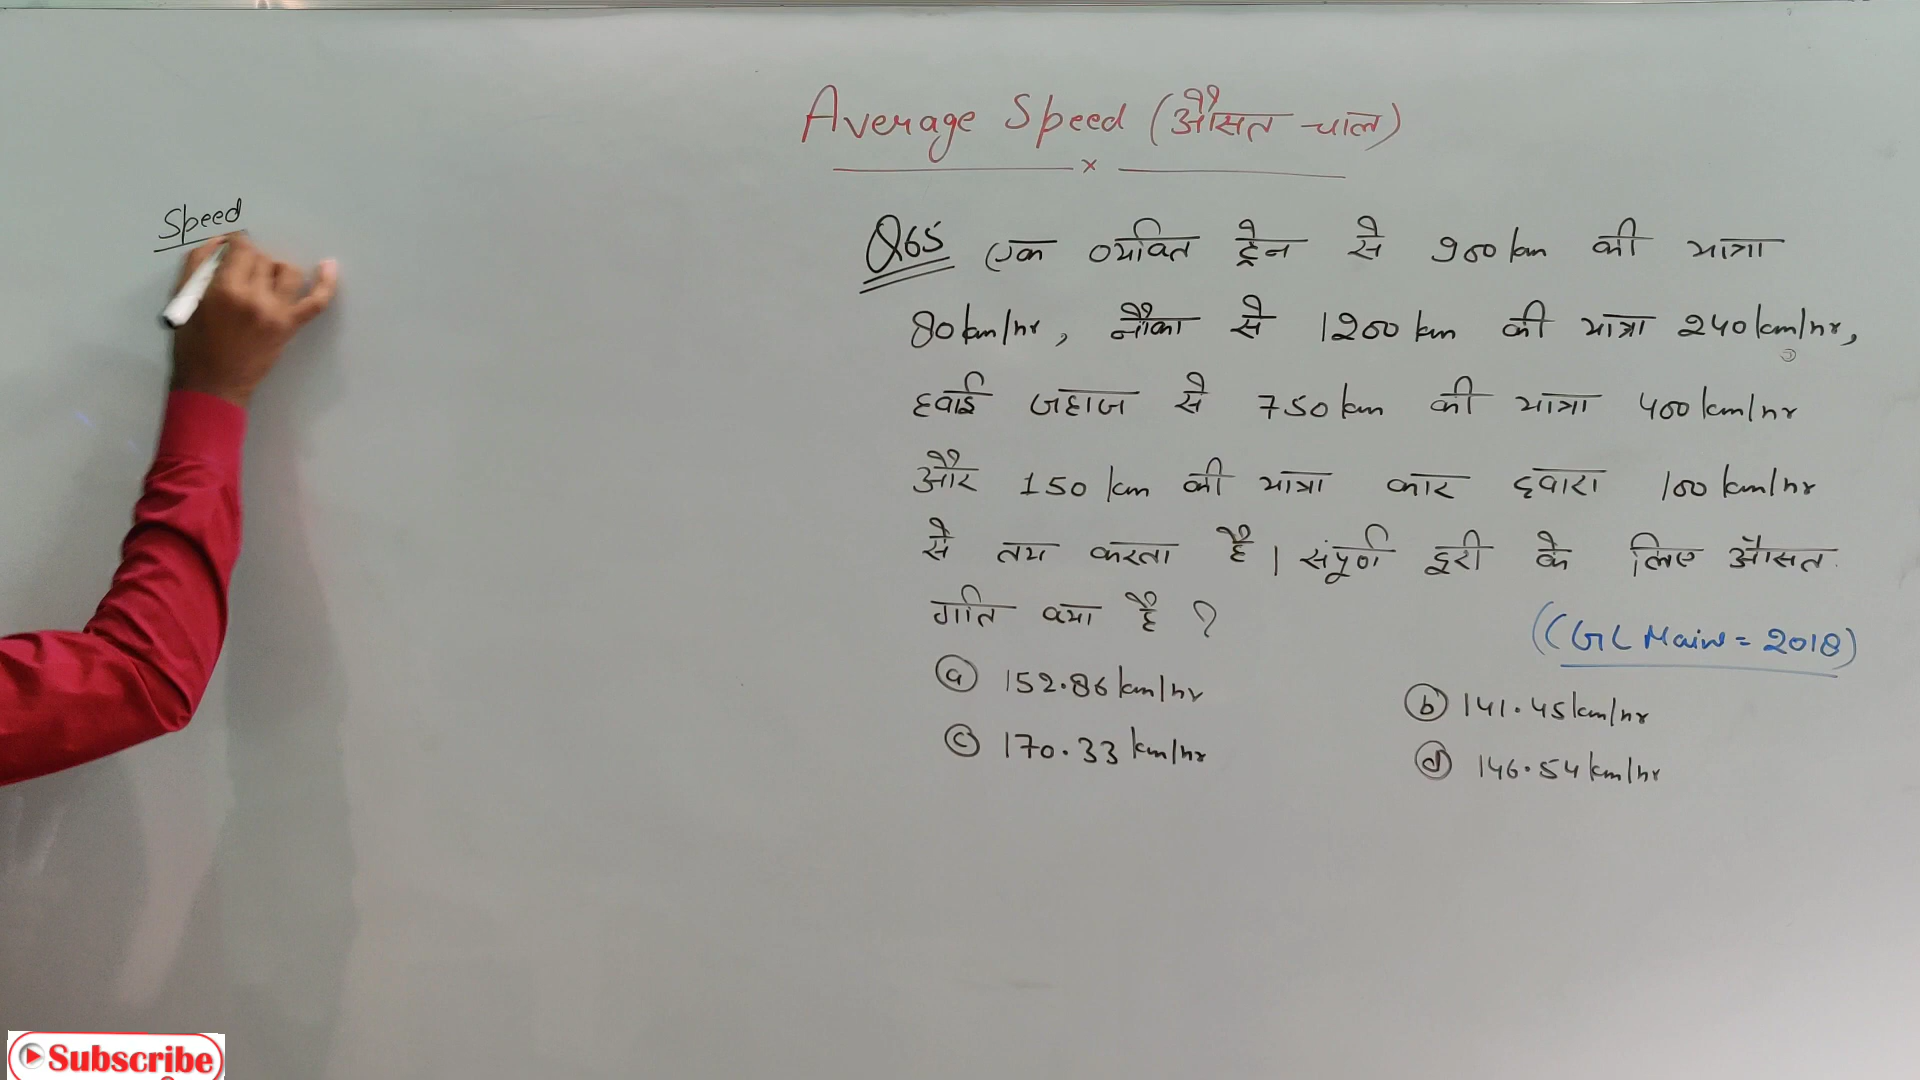 Average Speed (औसत चाल)
x
Speed
Q65 एक व्यक्ति ट्रेन से 900 km की यात्रा
80 km/hr, नौका से 1200 km की यात्रा 240 km/hr,
हवाई जहाज से 750 km की यात्रा 400 km/hr
और 150 km की यात्रा कार द्वारा 100 km/hr
से तय करता है। संपूर्ण दूरी के लिए औसत
गति क्या है ?
(CGL Main = 2018)
(a) 152.86 km/hr
(b) 141.45 km/hr
(c) 170.33 km/hr
(d) 146.54 km/hr
Subscribe